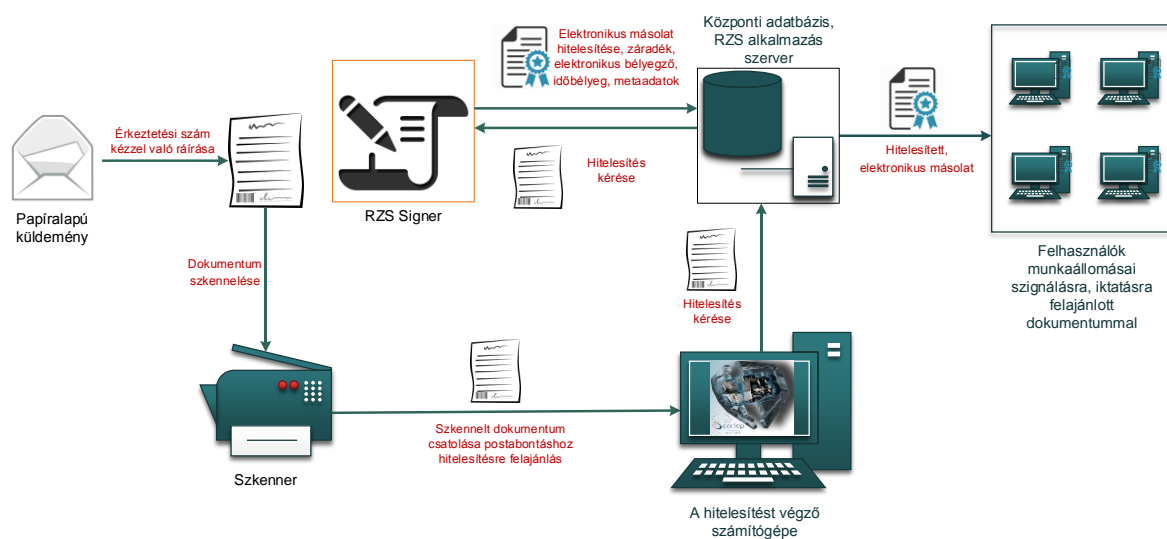 Elektronikus másolat
hitelesítése, záradék,
elektronikus bélyegző,
időbélyeg, metaadatok
Központi adatbázis,
RZS alkalmazás
szerver
Érkeztetési szám
kézzel való ráírása
Hitelesítés
kérése
Hitelesített,
elektronikus másolat
Papíralapú
küldemény
RZS Signer
Felhasználók
munkaállomásai
szignálásra, iktatásra
felajánlott
dokumentummal
Dokumentum
szkennelése
Hitelesítés
kérése
Szkennelt dokumentum
csatolása postabontáshoz
hitelesítésre felajánlás
Szkenner
A hitelesítést végző
számítógépe